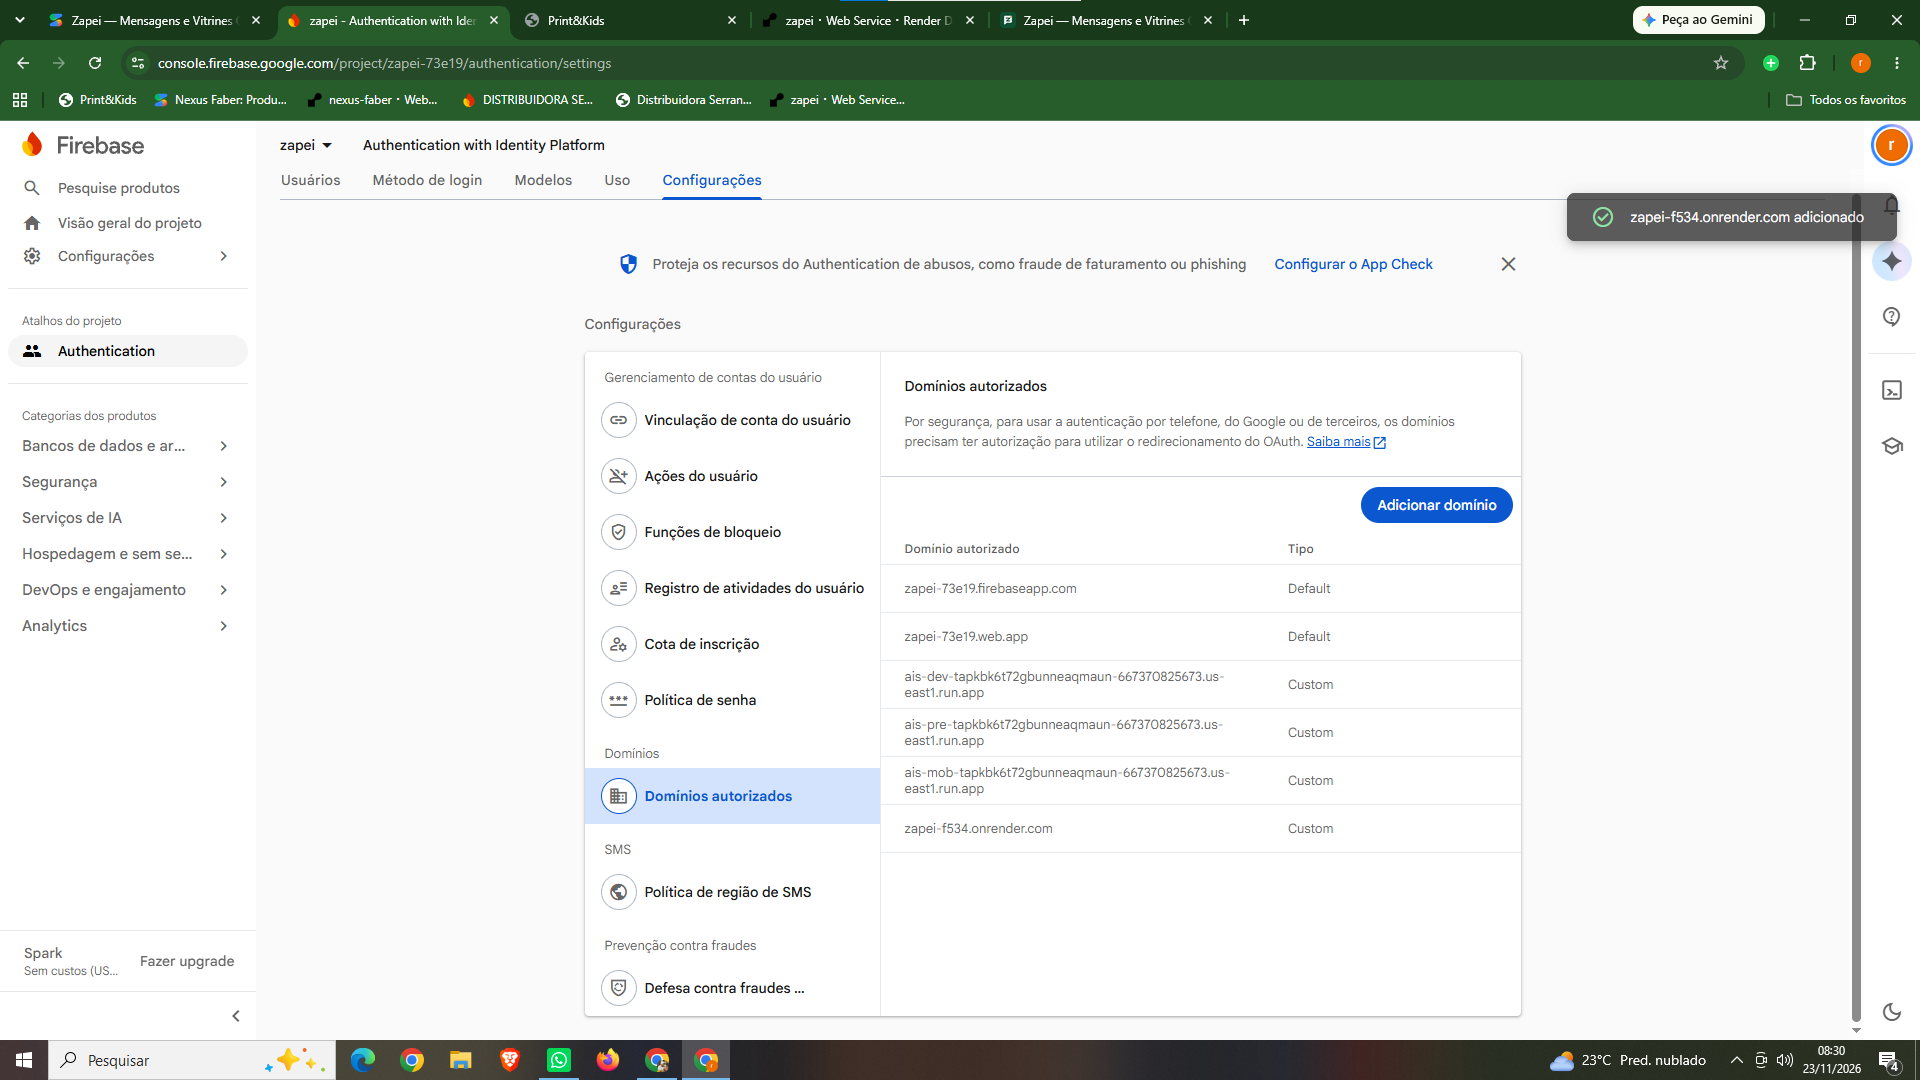 Zapei — Mensagens e Vitrines
zapei - Authentication with Iden
Print&Kids
zapei・Web Service・Render D
Zapei — Mensagens e Vitrines
Peça ao Gemini
console.firebase.google.com/project/zapei-73e19/authentication/settings
r
Print&Kids
Nexus Faber: Produ...
nexus-faber・Web...
DISTRIBUIDORA SE...
Distribuidora Serran...
zapei・Web Service...
Todos os favoritos
Firebase
zapei
Authentication with Identity Platform
r
Pesquise produtos
Usuários
Método de login
Modelos
Uso
Configurações
zapei-f534.onrender.com adicionado
Visão geral do projeto
Configurações
Proteja os recursos do Authentication de abusos, como fraude de faturamento ou phishing
Configurar o App Check
Atalhos do projeto
Authentication
Categorias dos produtos
Bancos de dados e ar...
Segurança
Serviços de IA
Hospedagem e sem se...
DevOps e engajamento
Analytics
Spark
Sem custos (US...
Fazer upgrade
Configurações
Gerenciamento de contas do usuário
Vinculação de conta do usuário
Ações do usuário
Funções de bloqueio
Registro de atividades do usuário
Cota de inscrição
Política de senha
Domínios
Domínios autorizados
SMS
Política de região de SMS
Prevenção contra fraudes
Defesa contra fraudes ...
Domínios autorizados
Por segurança, para usar a autenticação por telefone, do Google ou de terceiros, os domínios
precisam ter autorização para utilizar o redirecionamento do OAuth. Saiba mais
Adicionar domínio
Domínio autorizado
Tipo
zapei-73e19.firebaseapp.com
Default
zapei-73e19.web.app
Default
ais-dev-tapkbk6t72gbunneaqmaun-667370825673.us-
east1.run.app
Custom
ais-pre-tapkbk6t72gbunneaqmaun-667370825673.us-
east1.run.app
Custom
ais-mob-tapkbk6t72gbunneaqmaun-667370825673.us-
east1.run.app
Custom
zapei-f534.onrender.com
Custom
Pesquisar
23°C Pred. nublado
08:30
23/11/2026
4